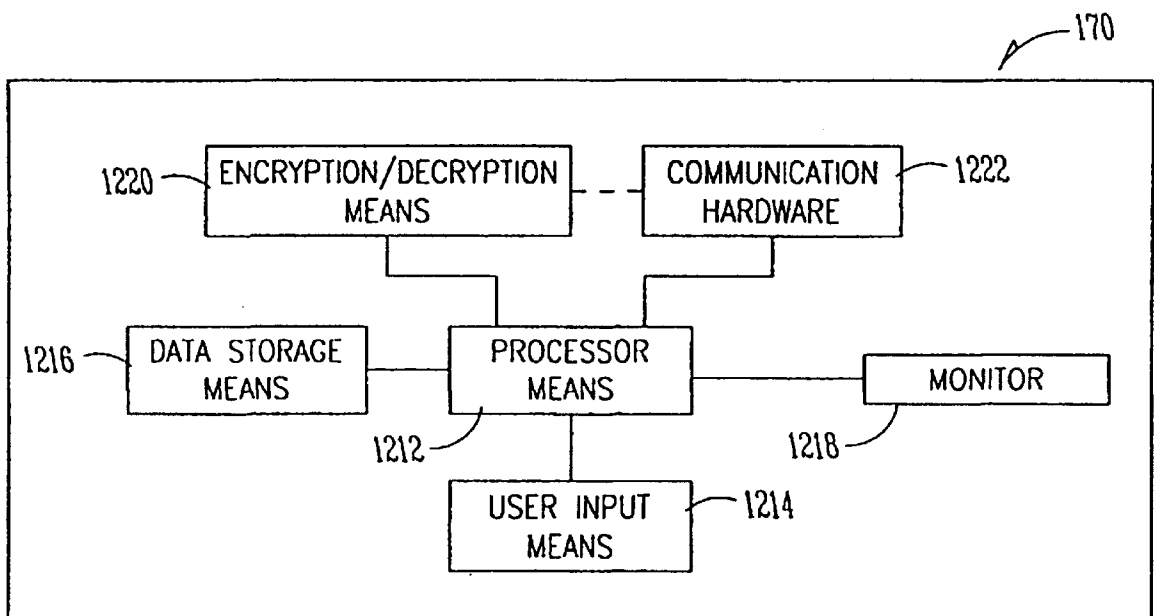 170
1220
ENCRYPTION/DECRYPTION
MEANS
COMMUNICATION
HARDWARE
1222
1216
DATA STORAGE
MEANS
PROCESSOR
MEANS
MONITOR
1212
1218
USER INPUT
MEANS
1214